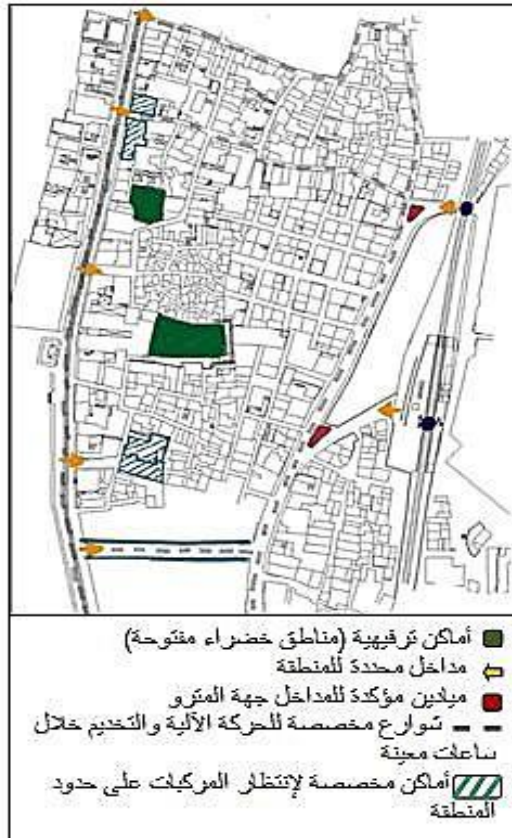 أماكن ترفيهية (مناطق خضراء مفتوحة)
مداخل محددة للمنطقة
ميادين مؤكدة للمداخل جهة المترو
شوارع مخصصة للحركة الآلية والتخديم خلال
ساعات معينة
أماكن مخصصة لإنتظار المركبات على حدود
المنطقة